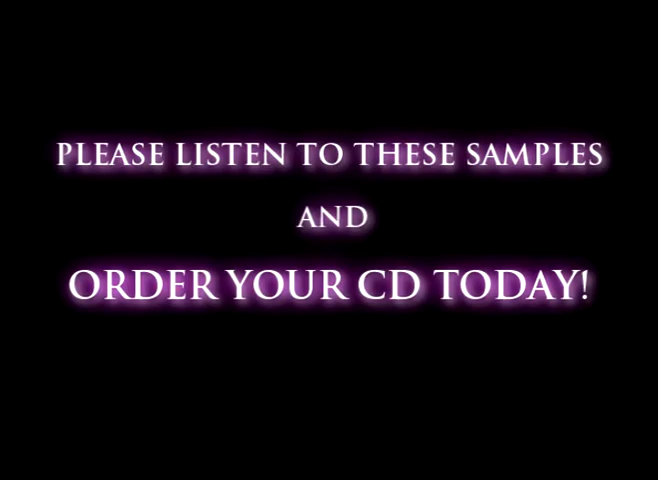 PLEASE LISTEN TO THESE SAMPLES
AND
ORDER YOUR CD TODAY!